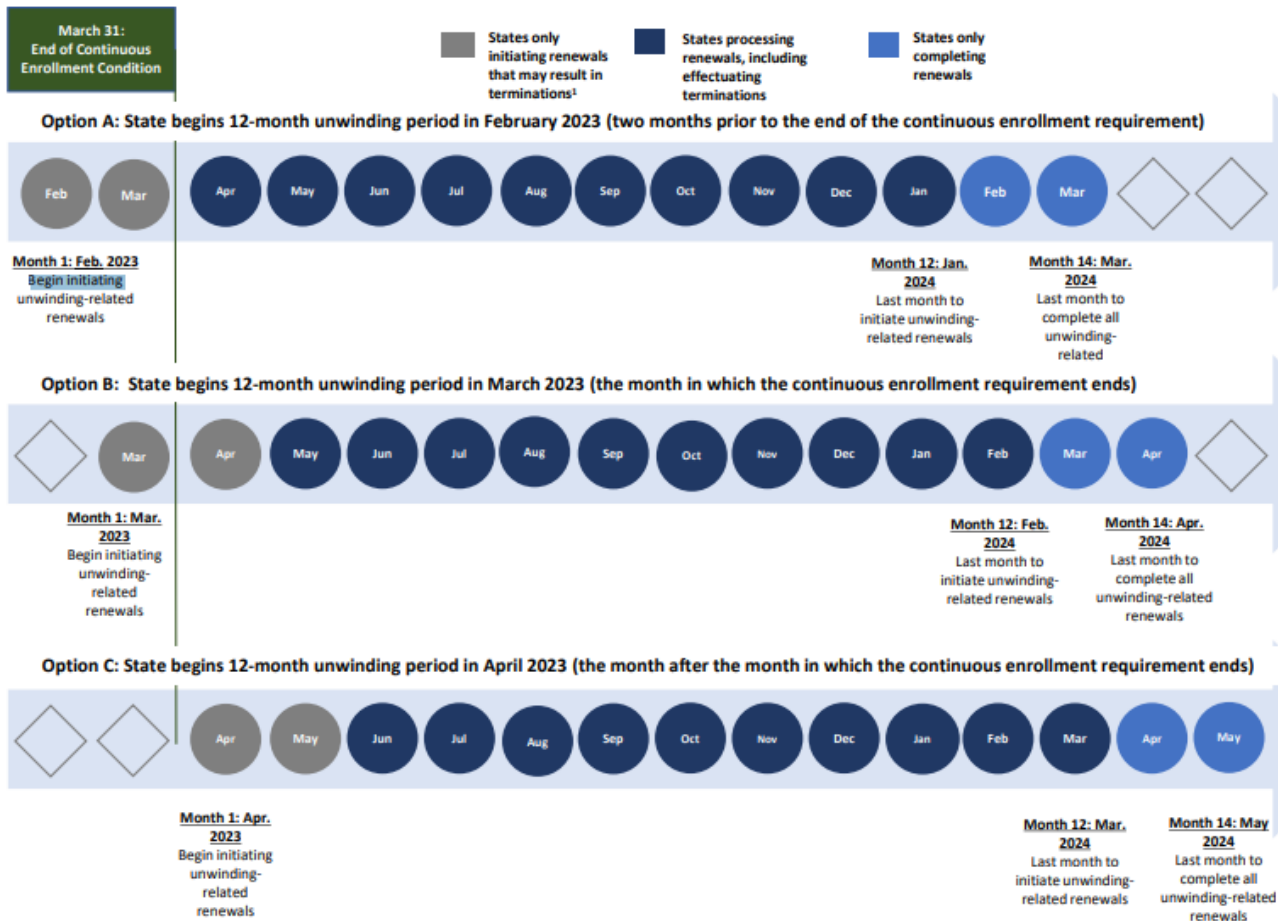 March 31:
End of Continuous
Enrollment Condition
States only
initiating renewals
that may result in
terminations¹
States processing
renewals, including
effectuating
terminations
States only
completing
renewals
Option A: State begins 12-month unwinding period in February 2023 (two months prior to the end of the continuous enrollment requirement)
Feb Mar Apr May Jun Jul Aug Sep Oct Nov Dec Jan Feb Mar
Month 1: Feb. 2023
Begin initiating
unwinding-related
renewals
Month 12: Jan.
2024
Last month to
initiate unwinding-
related renewals
Month 14: Mar.
2024
Last month to
complete all
unwinding-
related
Option B: State begins 12-month unwinding period in March 2023 (the month in which the continuous enrollment requirement ends)
Mar Apr May Jun Jul Aug Sep Oct Nov Dec Jan Feb Mar Apr
Month 1: Mar.
2023
Begin initiating
unwinding-
related
renewals
Month 12: Feb.
2024
Last month to
initiate unwinding-
related renewals
Month 14: Apr.
2024
Last month to
complete all
unwinding-related
renewals
Option C: State begins 12-month unwinding period in April 2023 (the month after the month in which the continuous enrollment requirement ends)
Apr May Jun Jul Aug Sep Oct Nov Dec Jan Feb Mar Apr May
Month 1: Apr.
2023
Begin initiating
unwinding-
related
renewals
Month 12: Mar.
2024
Last month to
initiate unwinding-
related renewals
Month 14: May
2024
Last month to
complete all
unwinding-related
renewals